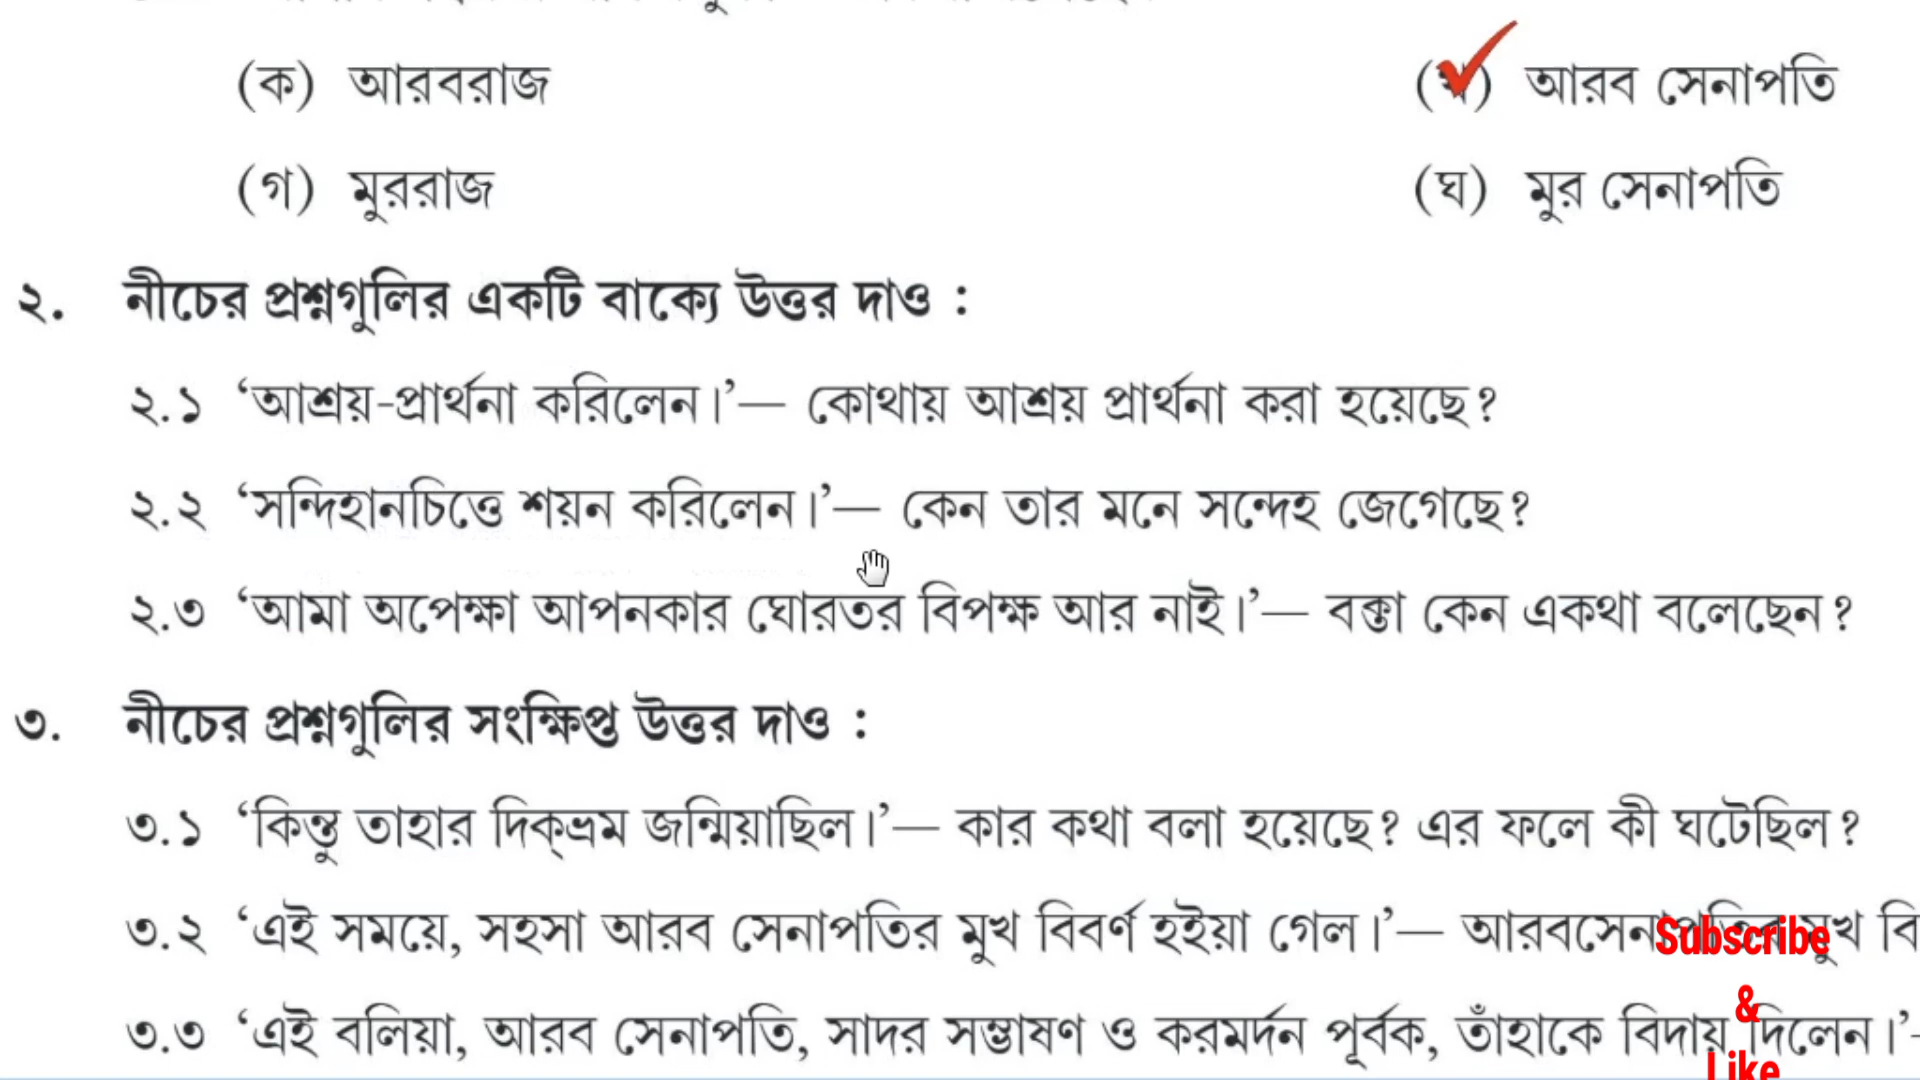 (ক) আরবরাজ
(খ) আরব সেনাপতি
(গ) মুররাজ
(ঘ) মুর সেনাপতি
২. নীচের প্রশ্নগুলির একটি বাক্যে উত্তর দাও :
২.১ ‘আশ্রয়-প্রার্থনা করিলেন।’— কোথায় আশ্রয় প্রার্থনা করা হয়েছে?
২.২ ‘সন্দিহানচিত্তে শয়ন করিলেন।’— কেন তার মনে সন্দেহ জেগেছে?
২.৩ ‘আমা অপেক্ষা আপনকার ঘোরতর বিপক্ষ আর নাই।’— বক্তা কেন একথা বলেছেন?
৩. নীচের প্রশ্নগুলির সংক্ষিপ্ত উত্তর দাও :
৩.১ ‘কিন্তু তাহার দিক্‌ভ্রম জন্মিয়াছিল।’— কার কথা বলা হয়েছে? এর ফলে কী ঘটেছিল?
৩.২ ‘এই সময়ে, সহসা আরব সেনাপতির মুখ বিবর্ণ হইয়া গেল।’— আরবসেনাপতির মুখ বি
৩.৩ ‘এই বলিয়া, আরব সেনাপতি, সাদর সম্ভাষণ ও করমর্দন পূর্বক, তাঁহাকে বিদায় দিলেন।’-
Subscribe
&
Like